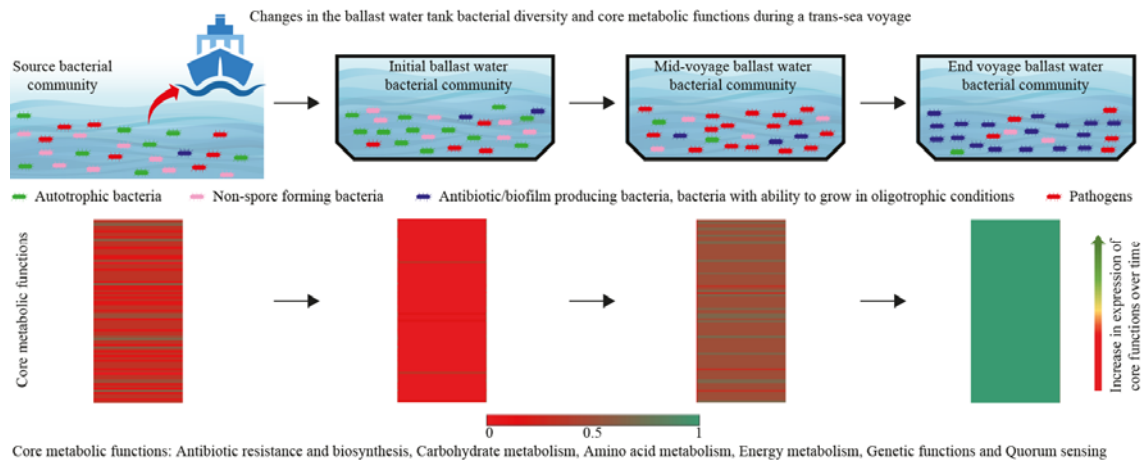 Changes in the ballast water tank bacterial diversity and core metabolic functions during a trans-sea voyage
Source bacterial
community
Initial ballast water
bacterial community
Mid-voyage ballast water
bacterial community
End voyage ballast water
bacterial community
Autotrophic bacteria
Non-spore forming bacteria
Antibiotic/biofilm producing bacteria, bacteria with ability to grow in oligotrophic conditions
Pathogens
Core metabolic functions
Increase in expression of
core functions over time
0
0.5
1
Core metabolic functions: Antibiotic resistance and biosynthesis, Carbohydrate metabolism, Amino acid metabolism, Energy metabolism, Genetic functions and Quorum sensing